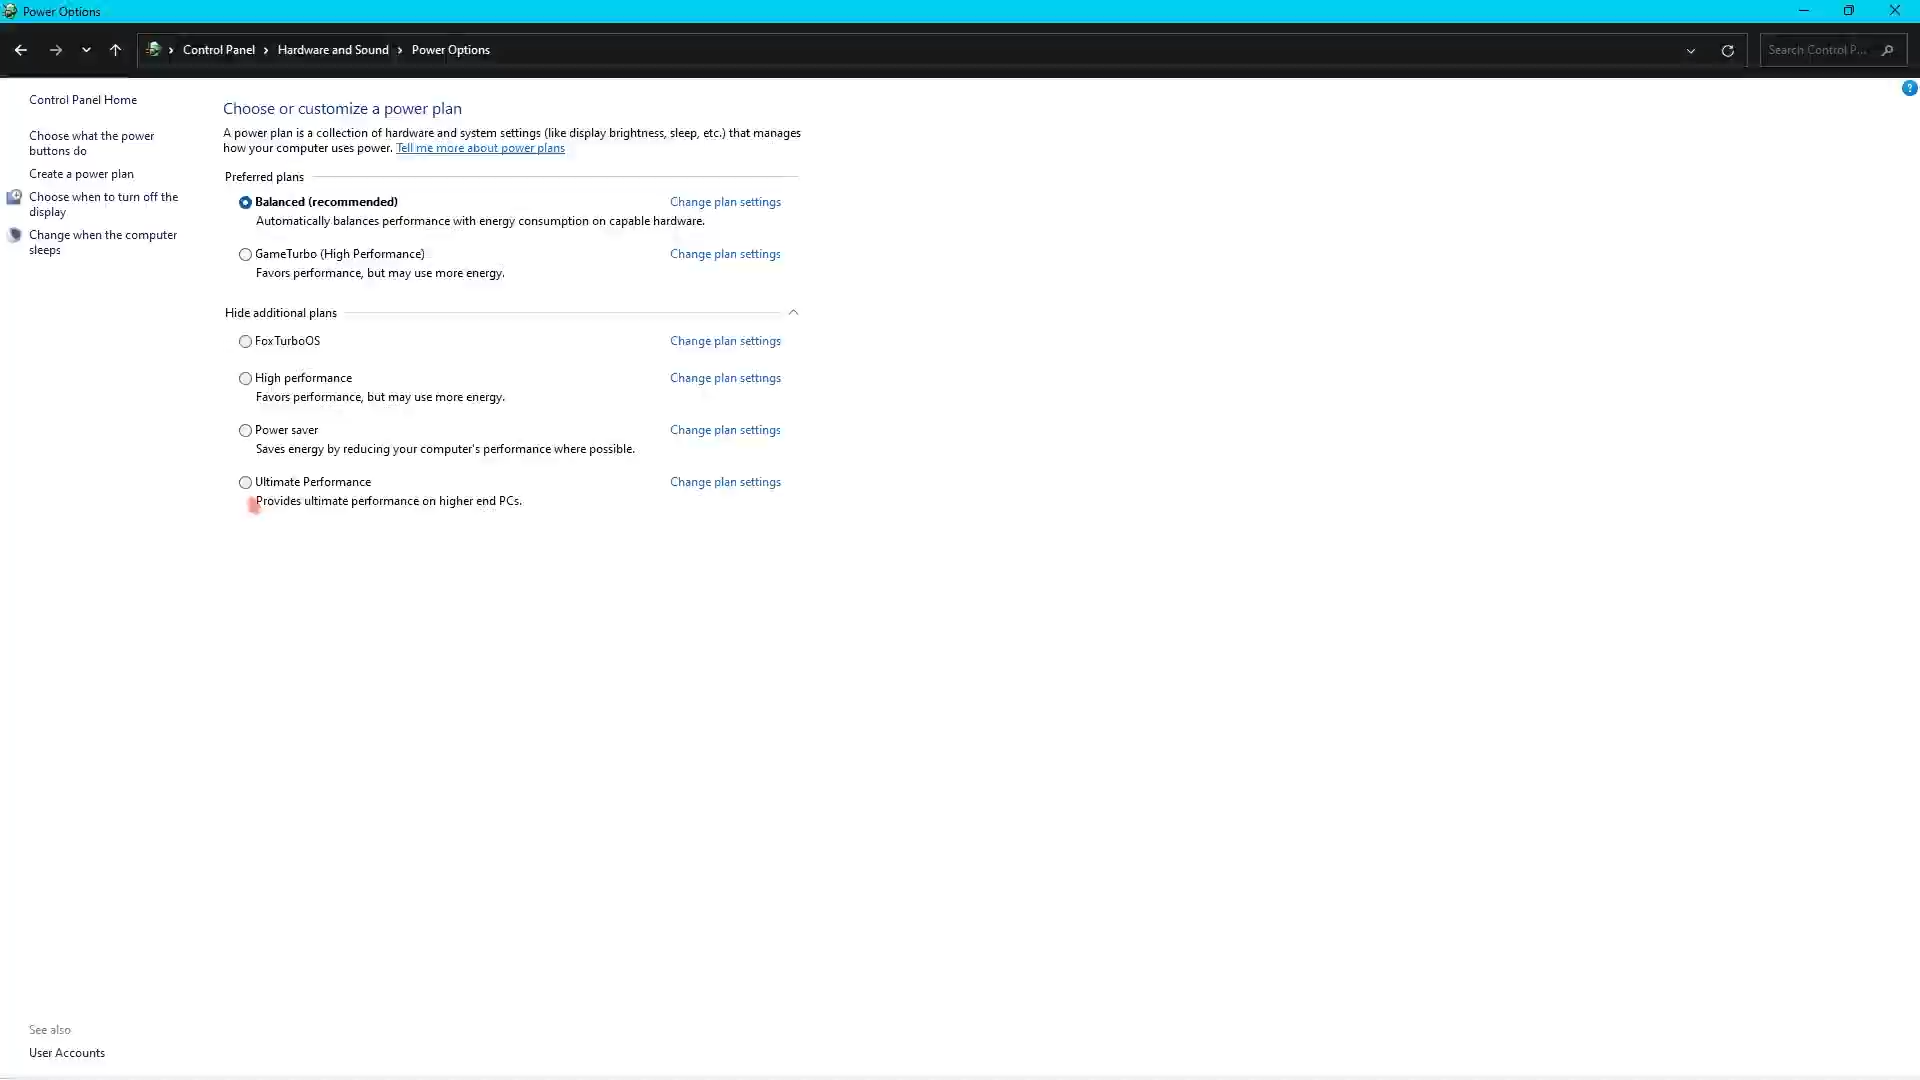 Power Options
Control Panel › Hardware and Sound › Power Options
Search Control P...
Control Panel Home
Choose what the power
buttons do
Create a power plan
Choose when to turn off the
display
Change when the computer
sleeps
Choose or customize a power plan
A power plan is a collection of hardware and system settings (like display brightness, sleep, etc.) that manages
how your computer uses power. Tell me more about power plans
Preferred plans
Balanced (recommended) Change plan settings
Automatically balances performance with energy consumption on capable hardware.
GameTurbo (High Performance) Change plan settings
Favors performance, but may use more energy.
Hide additional plans
FoxTurboOS Change plan settings
High performance Change plan settings
Favors performance, but may use more energy.
Power saver Change plan settings
Saves energy by reducing your computer's performance where possible.
Ultimate Performance Change plan settings
Provides ultimate performance on higher end PCs.
See also
User Accounts